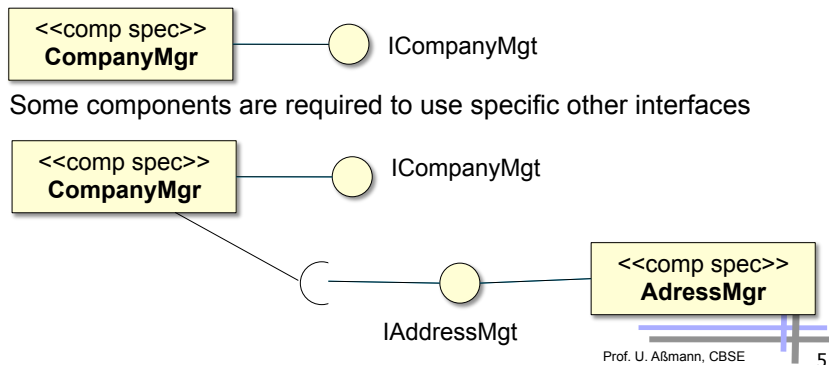 <<comp spec>>
CompanyMgr
ICompanyMgt
Some components are required to use specific other interfaces
<<comp spec>>
CompanyMgr
ICompanyMgt
<<comp spec>>
AdressMgr
IAddressMgt
Prof. U. Aßmann, CBSE
5